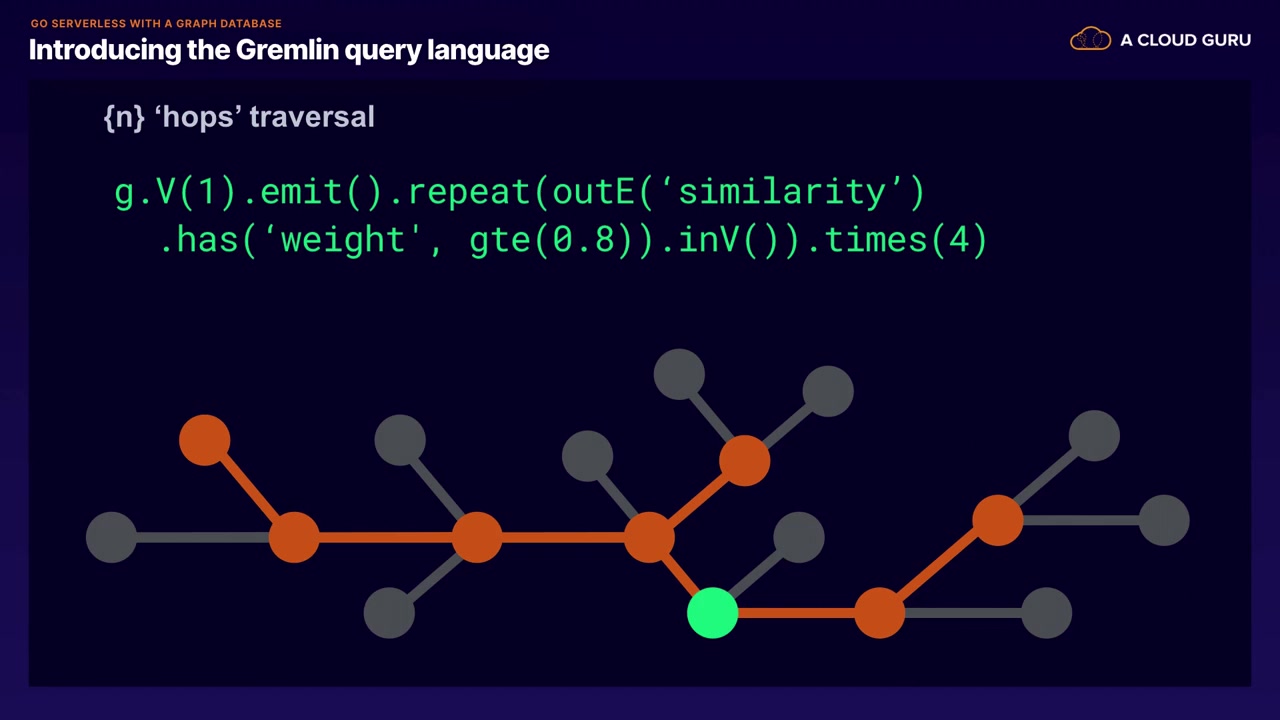 GO SERVERLESS WITH A GRAPH DATABASE
Introducing the Gremlin query language
A CLOUD GURU
{n} ‘hops’ traversal
g.V(1).emit().repeat(outE(‘similarity’)
.has(‘weight', gte(0.8)).inV()).times(4)